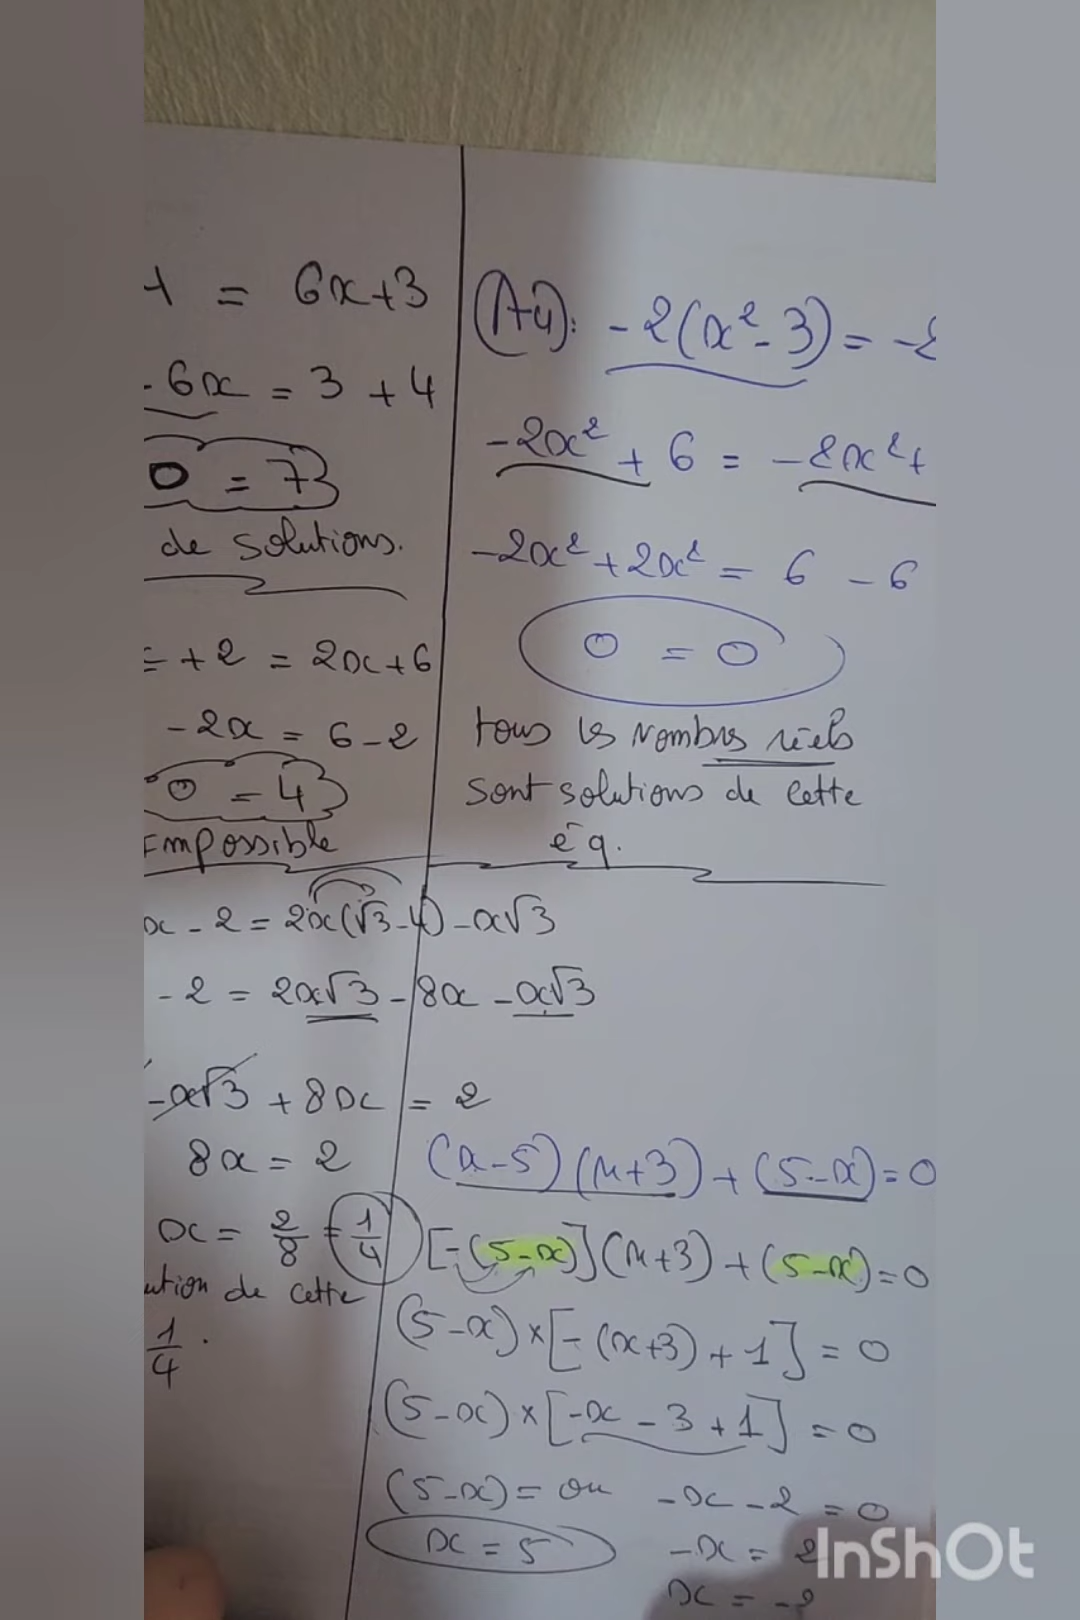 1 = 6x+3
- 6x = 3 + 4
0 = 7
de solutions.
= + 2 = 2x+6
- 2x = 6 - 2
0 = 4
Impossible
(A4): -2(x² - 3) = -2
-2x² + 6 = -2x² +
-2x² + 2x² = 6 - 6
0 = 0
tous les nombres réels
sont solutions de cette
éq.
x - 2 = 2x(√3 - 4) - x√3
- 2 = 2x√3 - 8x - x√3
- x√3 + 8x = 2
8x = 2
x = 2/8 = 1/4
ution de cette
1/4 .
(x-5)(x+3) + (5-x) = 0
[-(5-x)](x+3) + (5-x) = 0
(5-x) × [-(x+3) + 1] = 0
(5-x) × [-x - 3 + 1] = 0
(5-x) = ou -x - 2 = 0
x = 5 -x = 2
x = -2
InShOt